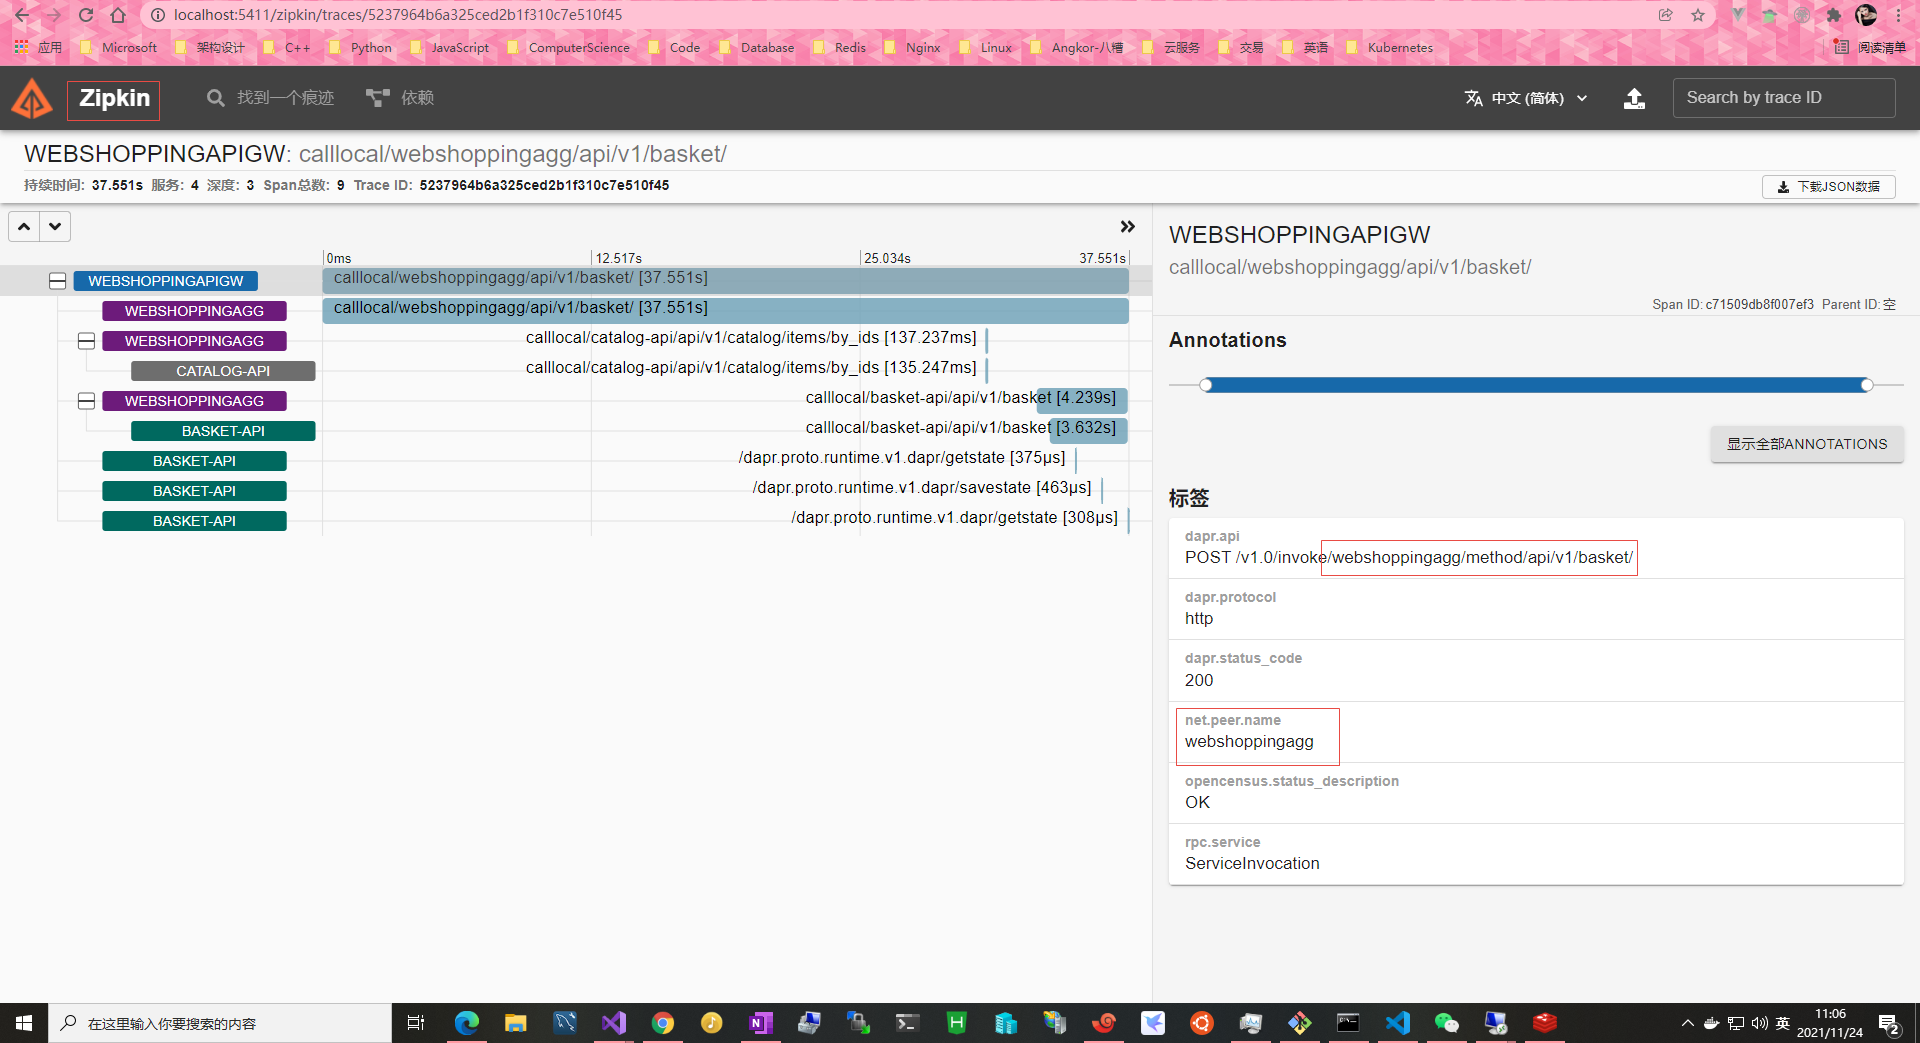 localhost:5411/zipkin/traces/5237964b6a325ced2b1f310c7e510f45
应用 Microsoft 架构设计 C++ Python JavaScript ComputerScience Code Database Redis Nginx Linux Angkor-八槽 云服务 交易 英语 Kubernetes 阅读清单
Zipkin 找到一个痕迹 依赖 中文 (简体) Search by trace ID
WEBSHOPPINGAPIGW: calllocal/webshoppingagg/api/v1/basket/
持续时间: 37.551s 服务: 4 深度: 3 Span总数: 9 Trace ID: 5237964b6a325ced2b1f310c7e510f45
下载JSON数据
0ms 12.517s 25.034s 37.551s
WEBSHOPPINGAPIGW calllocal/webshoppingagg/api/v1/basket/ [37.551s]
WEBSHOPPINGAGG calllocal/webshoppingagg/api/v1/basket/ [37.551s]
WEBSHOPPINGAGG calllocal/catalog-api/api/v1/catalog/items/by_ids [137.237ms]
CATALOG-API calllocal/catalog-api/api/v1/catalog/items/by_ids [135.247ms]
WEBSHOPPINGAGG calllocal/basket-api/api/v1/basket [4.239s]
BASKET-API calllocal/basket-api/api/v1/basket [3.632s]
BASKET-API /dapr.proto.runtime.v1.dapr/getstate [375μs]
BASKET-API /dapr.proto.runtime.v1.dapr/savestate [463μs]
BASKET-API /dapr.proto.runtime.v1.dapr/getstate [308μs]
WEBSHOPPINGAPIGW
calllocal/webshoppingagg/api/v1/basket/
Span ID: c71509db8f007ef3 Parent ID: 空
Annotations
显示全部ANNOTATIONS
标签
dapr.api
POST /v1.0/invoke/webshoppingagg/method/api/v1/basket/
dapr.protocol
http
dapr.status_code
200
net.peer.name
webshoppingagg
opencensus.status_description
OK
rpc.service
ServiceInvocation
在这里输入你要搜索的内容
英
11:06
2021/11/24
2